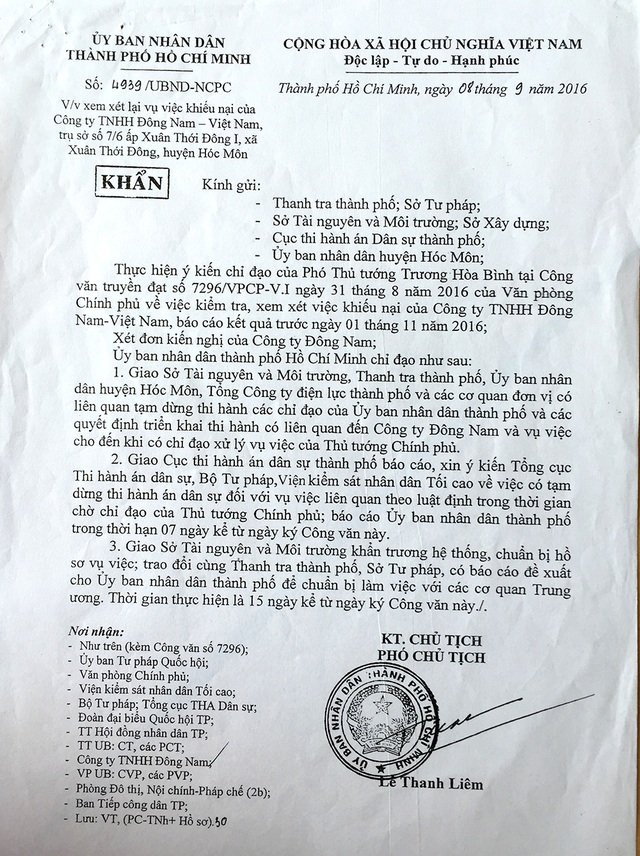 ỦY BAN NHÂN DÂN
THÀNH PHỐ HỒ CHÍ MINH
CỘNG HÒA XÃ HỘI CHỦ NGHĨA VIỆT NAM
Độc lập - Tự do - Hạnh phúc
Số: 4939/UBND-NCPC
Thành phố Hồ Chí Minh, ngày 08 tháng 9 năm 2016
V/v xem xét lại vụ việc khiếu nại của
Công ty TNHH Đông Nam – Việt Nam,
trụ sở số 7/6 ấp Xuân Thới Đông I, xã
Xuân Thới Đông, huyện Hóc Môn
KHẨN
Kính gửi:
- Thanh tra thành phố; Sở Tư pháp;
- Sở Tài nguyên và Môi trường; Sở Xây dựng;
- Cục thi hành án Dân sự thành phố;
- Ủy ban nhân dân huyện Hóc Môn;
Thực hiện ý kiến chỉ đạo của Phó Thủ tướng Trương Hòa Bình tại Công
văn truyền đạt số 7296/VPCP-V.I ngày 31 tháng 8 năm 2016 của Văn phòng
Chính phủ về việc kiểm tra, xem xét việc khiếu nại của Công ty TNHH Đông
Nam-Việt Nam, báo cáo kết quả trước ngày 01 tháng 11 năm 2016;
Xét đơn kiến nghị của Công ty Đông Nam;
Ủy ban nhân dân thành phố Hồ Chí Minh chỉ đạo như sau:
1. Giao Sở Tài nguyên và Môi trường, Thanh tra thành phố, Ủy ban nhân
dân huyện Hóc Môn, Tổng Công ty điện lực thành phố và các cơ quan đơn vị có
liên quan tạm dừng thi hành các chỉ đạo của Ủy ban nhân dân thành phố và các
quyết định triển khai thi hành có liên quan đến Công ty Đông Nam và vụ việc
cho đến khi có chỉ đạo xử lý vụ việc của Thủ tướng Chính phủ.
2. Giao Cục thi hành án dân sự thành phố báo cáo, xin ý kiến Tổng cục
Thi hành án dân sự, Bộ Tư pháp,Viện kiểm sát nhân dân Tối cao về việc có tạm
dừng thi hành án dân sự đối với vụ việc liên quan theo luật định trong thời gian
chờ chỉ đạo của Thủ tướng Chính phủ; báo cáo Ủy ban nhân dân thành phố
trong thời hạn 07 ngày kể từ ngày ký Công văn này.
3. Giao Sở Tài nguyên và Môi trường khẩn trương hệ thống, chuẩn bị hồ
sơ vụ việc; trao đổi cùng Thanh tra thành phố, Sở Tư pháp, có báo cáo đề xuất
cho Ủy ban nhân dân thành phố để chuẩn bị làm việc với các cơ quan Trung
ương. Thời gian thực hiện là 15 ngày kể từ ngày ký Công văn này./.
Nơi nhận:
- Như trên (kèm Công văn số 7296);
- Ủy ban Tư pháp Quốc hội;
- Văn phòng Chính phủ;
- Viện kiểm sát nhân dân Tối cao;
- Bộ Tư pháp; Tổng cục THA Dân sự;
- Đoàn đại biểu Quốc hội TP;
- TT Hội đồng nhân dân TP;
- TT UB: CT, các PCT;
- Công ty TNHH Đông Nam;
- VP UB: CVP, các PVP;
- Phòng Đô thị, Nội chính-Pháp chế (2b);
- Ban Tiếp công dân TP;
- Lưu: VT, (PC-TNh+ Hồ sơ).30
KT. CHỦ TỊCH
PHÓ CHỦ TỊCH
ỦY BAN NHÂN DÂN THÀNH PHỐ HỒ CHÍ MINH
Lê Thanh Liêm